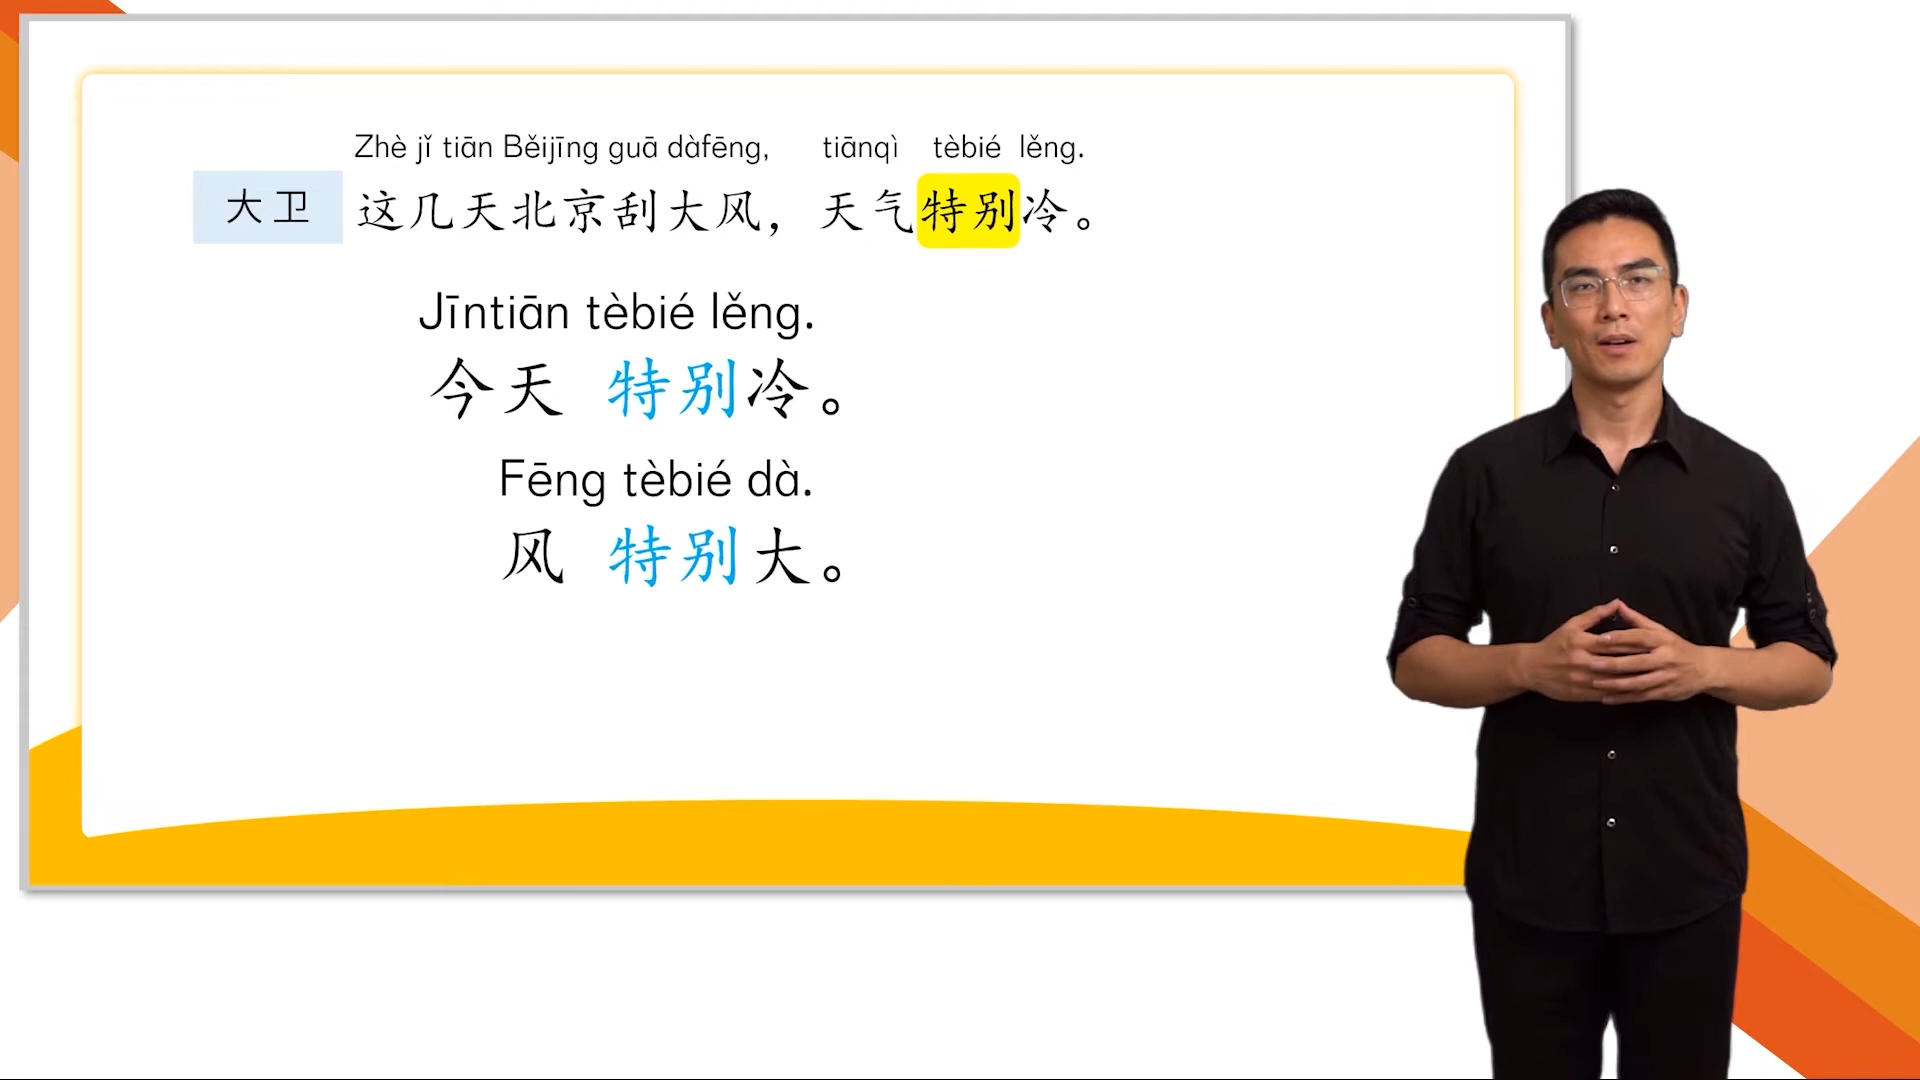 Zhè jǐ tiān Běijīng guā dàfēng, tiānqì tèbié lěng.
大卫 这几天北京刮大风，天气特别冷。
Jīntiān tèbié lěng.
今天 特别冷。
Fēng tèbié dà.
风 特别大。